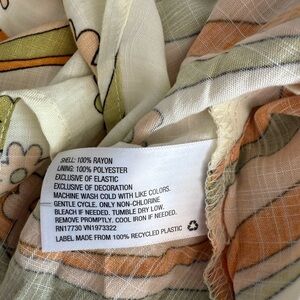 SHELL: 100% RAYON
LINING: 100% POLYESTER
EXCLUSIVE OF ELASTIC
EXCLUSIVE OF DECORATION
MACHINE WASH COLD WITH LIKE COLORS.
GENTLE CYCLE. ONLY NON-CHLORINE
BLEACH IF NEEDED. TUMBLE DRY LOW.
REMOVE PROMPTLY. COOL IRON IF NEEDED.
RN17730 VN1973322
LABEL MADE FROM 100% RECYCLED PLASTIC